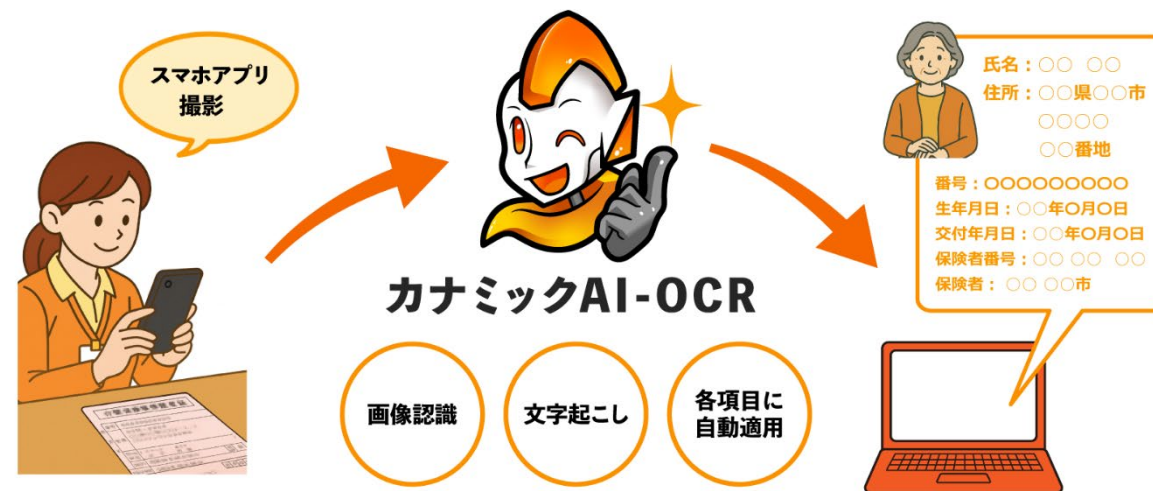 スマホアプリ
撮影
カナミックAI-OCR
画像認識
文字起こし
各項目に
自動適用
氏名：○○ ○○
住所：○○県○○市
○○○○
○○番地
番号：○○○○○○○○○○
生年月日：○○年○月○日
交付年月日：○○年○月○日
保険者番号：○○ ○○ ○○
保険者： ○○ ○○市